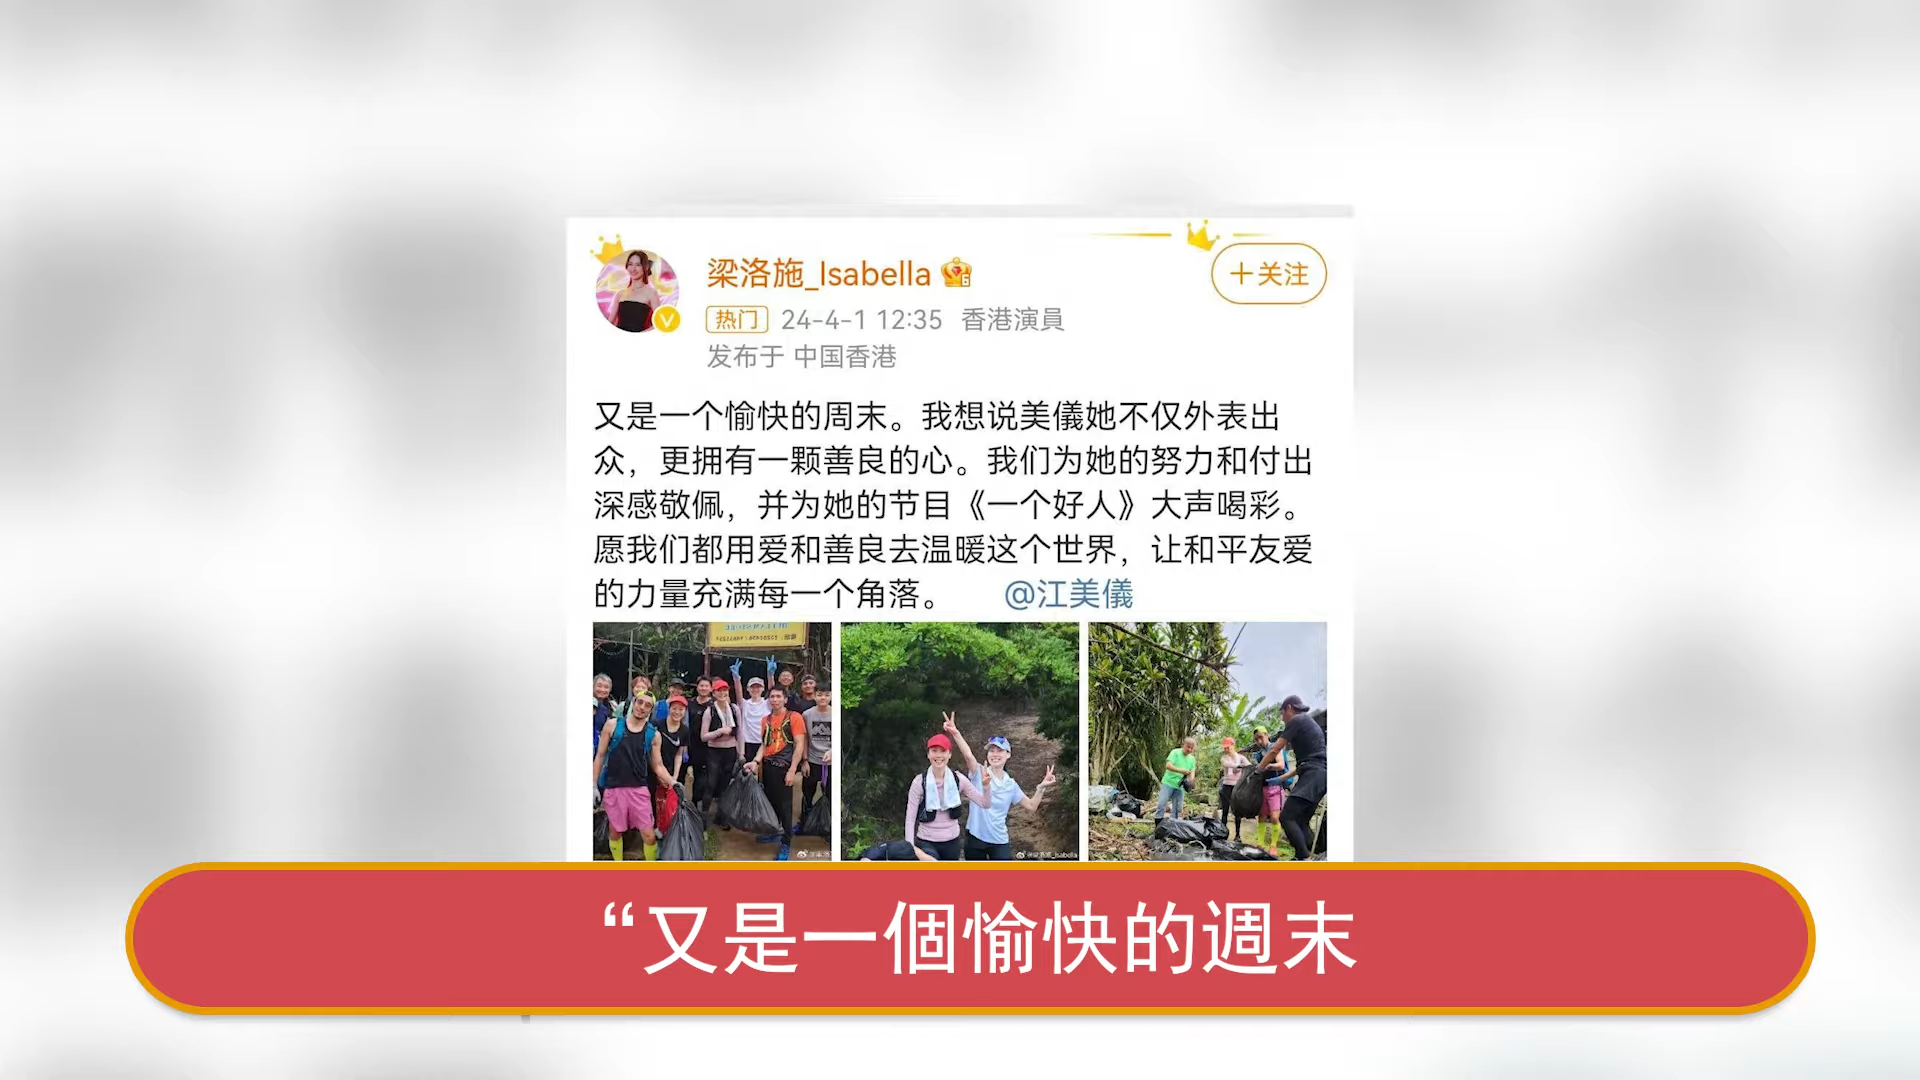 梁洛施_Isabella
+关注
热门 24-4-1 12:35 香港演員
发布于 中国香港
又是一个愉快的周末。我想说美儀她不仅外表出
众，更拥有一颗善良的心。我们为她的努力和付出
深感敬佩，并为她的节目《一个好人》大声喝彩。
愿我们都用爱和善良去温暖这个世界，让和平友爱
的力量充满每一个角落。 @江美儀
“又是一個愉快的週末